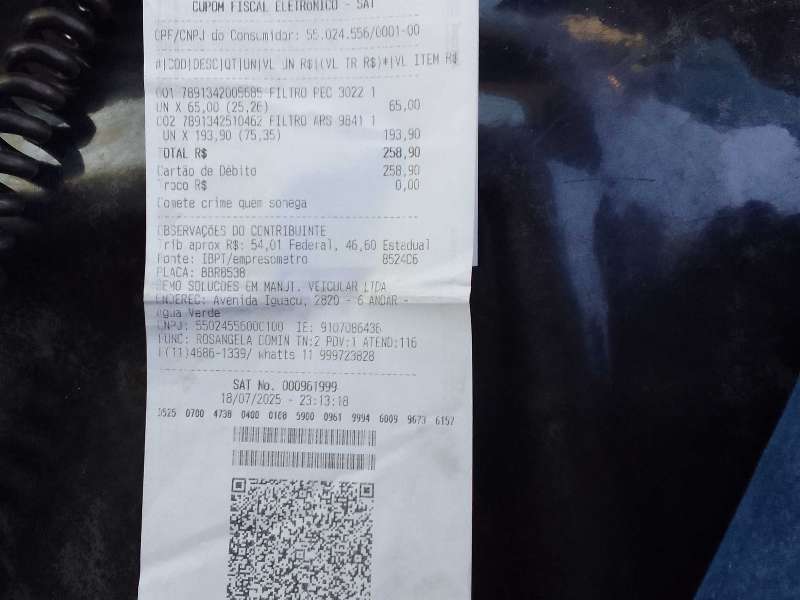 CUPOM FISCAL ELETRôNICO - SAT
CPF/CNPJ do Consumidor: 55.024.556/0001-00
#|COD|DESC|QT|UN|VL UN R$|(VL TR R$)*|VL ITEM R$
001 7891342005685 FILTRO PEC 3022 1
UN X 65,00 (25,26) 65,00
002 7891342510462 FILTRO ARS 9841 1
UN X 193,90 (75,35) 193,90
TOTAL R$ 258,90
Cartão de Débito 258,90
Troco R$ 0,00
Comete crime quem sonega
OBSERVAÇõES DO CONTRIBUINTE
Trib aprox R$: 54,01 Federal, 46,60 Estadual
Fonte: IBPT/empresometro 8524C6
PLACA: BBR8538
SOLUCOES EM MANJT. VEICULAR LTDA
ENDEREC: Avenida Iguacu, 2820 - 6 ANDAR -
Agua Verde
CNPJ: 55024556000100 IE: 9107086436
FUNC: ROSANGELA DOMIN TN:2 PDV:1 ATEND:116
(11)4686-1339/ whatts 11 999723828
SAT No. 000961999
18/07/2025 - 23:13:18
3525 0700 4738 0400 0188 5900 0961 9994 6009 9673 6157